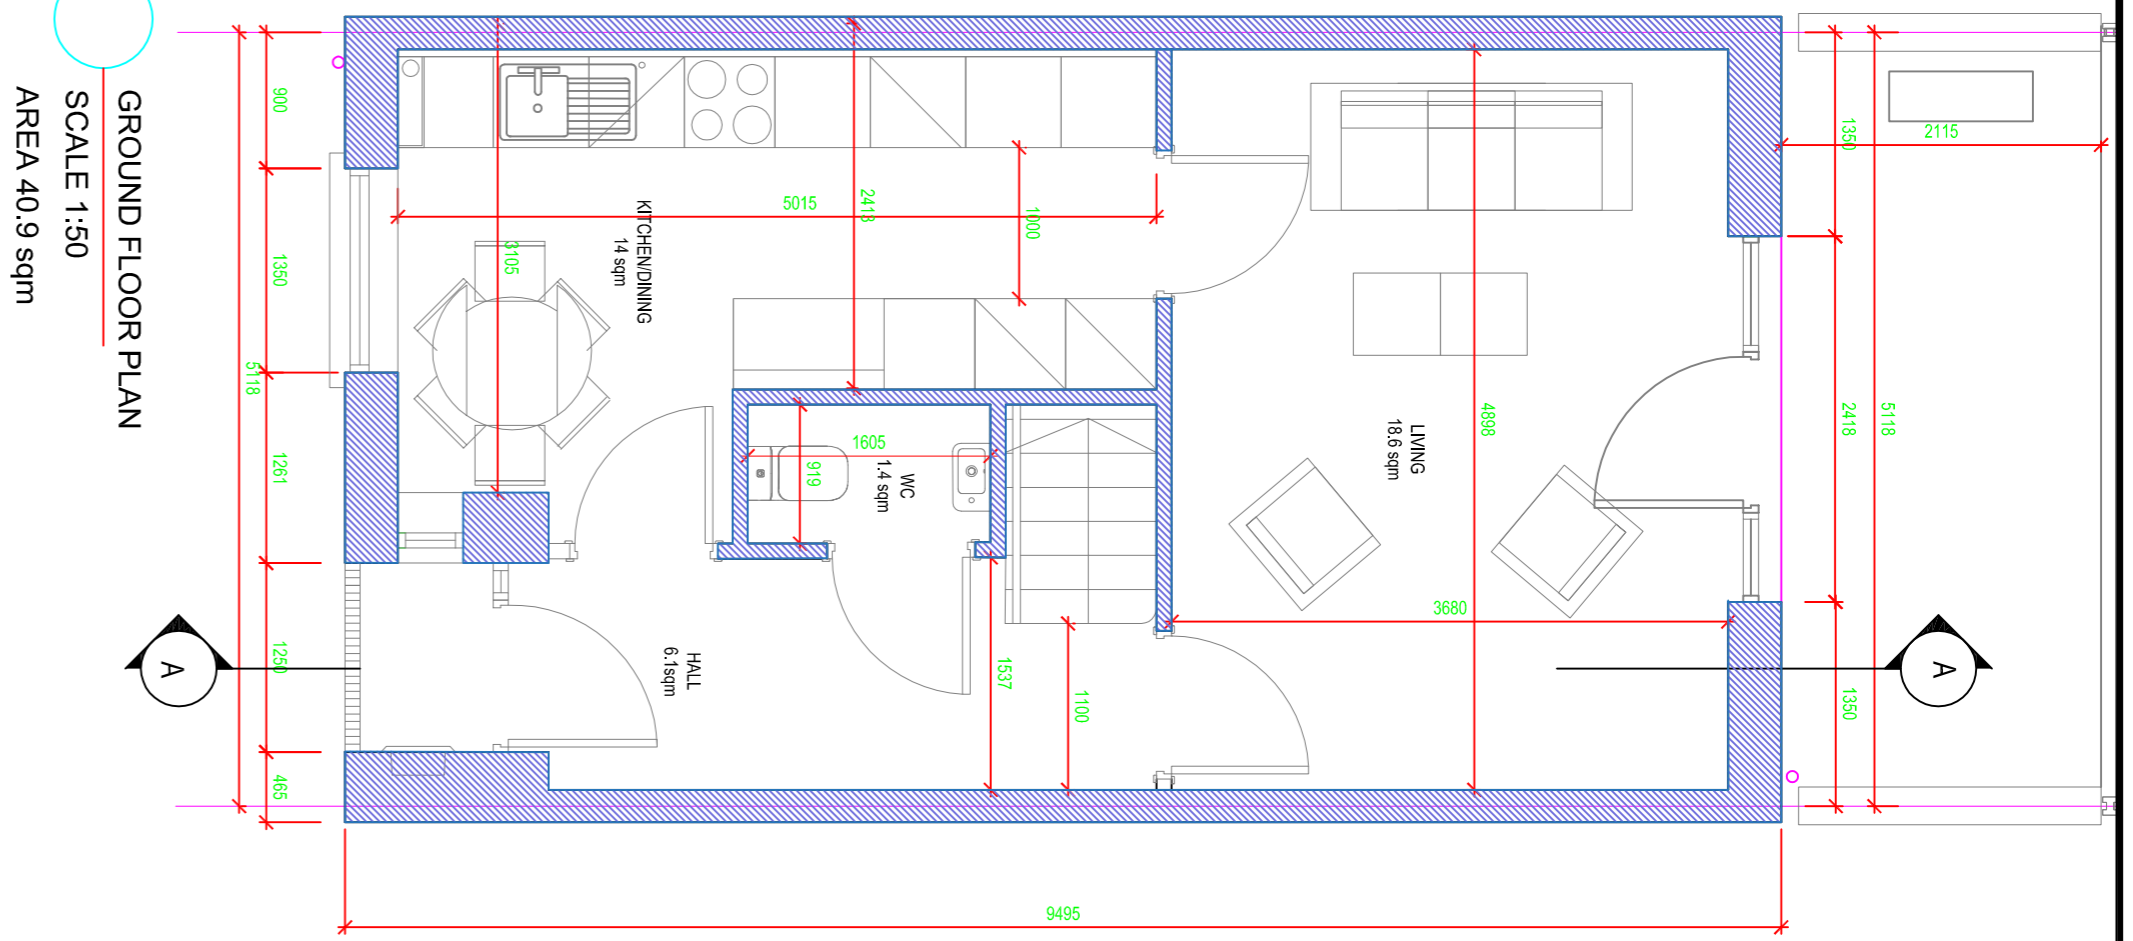 GROUND FLOOR PLAN
SCALE 1:50
AREA 40.9 sqm
900
1350
1261
1250
465
5118
3105
5015
2418
1000
KITCHEN/DINING
14 sqm
1605
919
WC
1.4 sqm
HALL
6.1sqm
1537
1100
LIVING
18.6 sqm
4898
3680
1350
2418
1350
5118
2115
9495
A
A